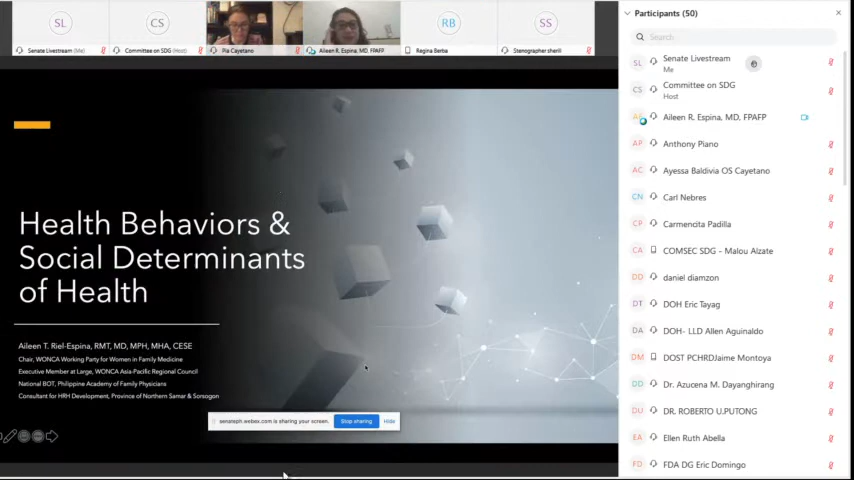 SL
Senate Livestream (Me)
CS
Committee on SDG (Host)
Pia Cayetano
Aileen R. Espina, MD, FPAFP
RB
Regina Berba
SS
Stenographer sherill
Health Behaviors &
Social Determinants
of Health
Aileen T. Riel-Espina, RMT, MD, MPH, MHA, CESE
Chair, WONCA Working Party for Women in Family Medicine
Executive Member at Large, WONCA Asia-Pacific Regional Council
National BOT, Philippine Academy of Family Physicians
Consultant for HRH Development, Province of Northern Samar & Sorsogon
senateph.webex.com is sharing your screen.
Stop sharing
Hide
Participants (50)
Search
SL
Senate Livestream
Me
CS
Committee on SDG
Host
Aileen R. Espina, MD, FPAFP
AP
Anthony Piano
AC
Ayessa Baldivia OS Cayetano
CN
Carl Nebres
CP
Carmencita Padilla
CA
COMSEC SDG - Malou Alzate
DD
daniel diamzon
DT
DOH Eric Tayag
DA
DOH- LLD Allen Aguinaldo
DM
DOST PCHRDJaime Montoya
DD
Dr. Azucena M. Dayanghirang
DU
DR. ROBERTO U.PUTONG
EA
Ellen Ruth Abella
FD
FDA DG Eric Domingo